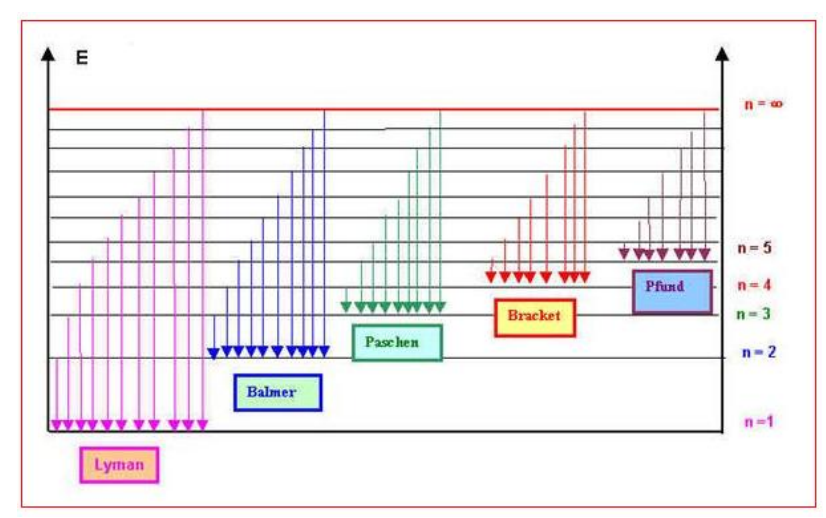 E
n = ∞
n = 5
Pfund
n = 4
Bracket
n = 3
Paschen
n = 2
Balmer
n =1
Lyman